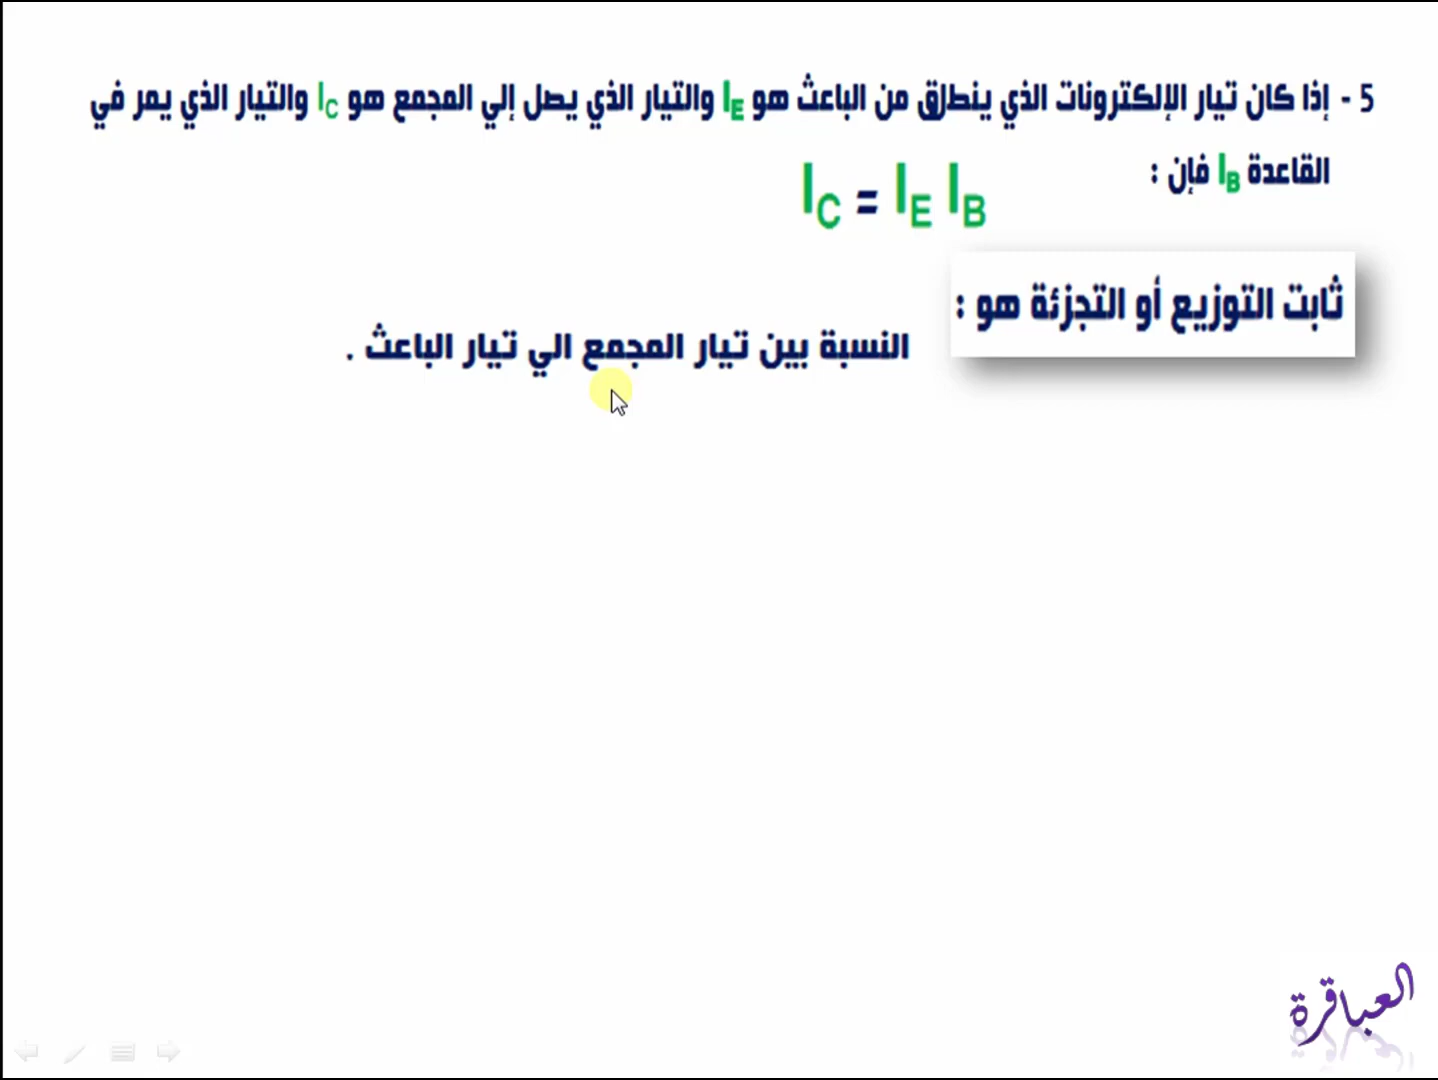 5 - إذا كان تيار الإلكترونات الذي ينطلق من الباعث هو IE والتيار الذي يصل إلي المجمع هو IC والتيار الذي يمر في
القاعدة IB فإن :
IC = IE IB
ثابت التوزيع أو التجزئة هو :
النسبة بين تيار المجمع الي تيار الباعث .
العباقرة